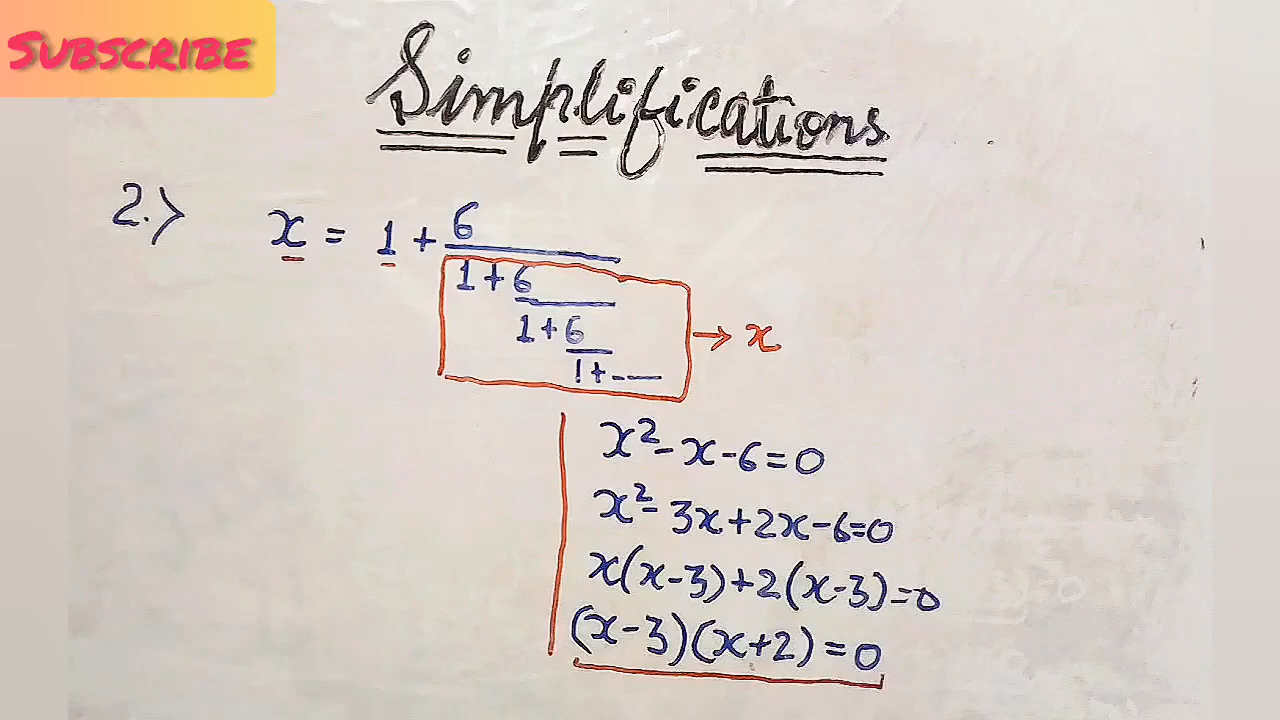 SUBSCRIBE
Simplifications
2.> x = 1 + 6
1 + 6
1 + 6
1 + ---
→ x
x² - x - 6 = 0
x² - 3x + 2x - 6 = 0
x(x-3) + 2(x-3) = 0
(x-3)(x+2) = 0